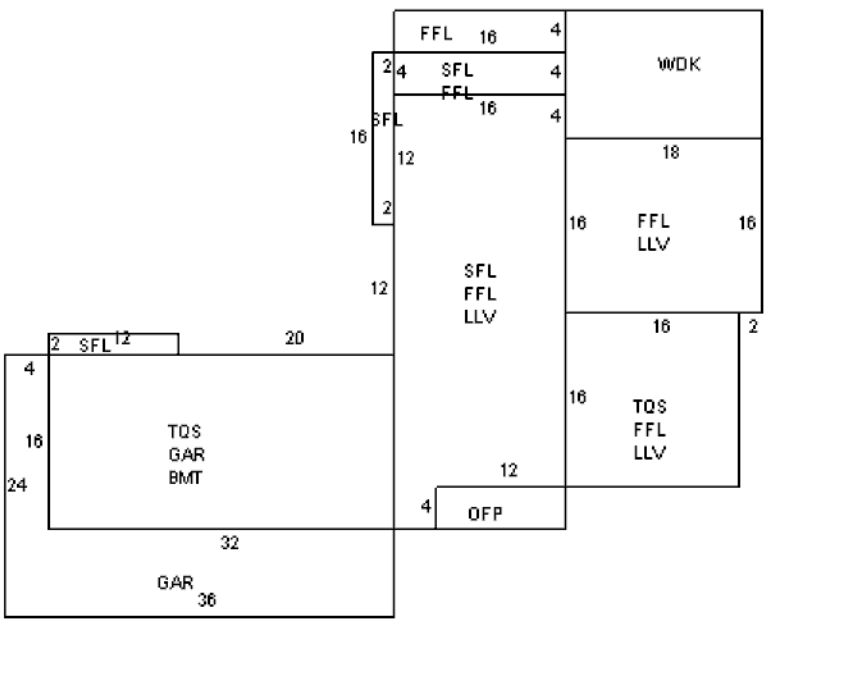 FFL 16 4
2 4 SFL 4 WDK
FFL
16 4
SFL
16 12 18
2 16 FFL 16
LLV
12 SFL
FFL
LLV
2 SFL 12 20 16 2
4
16 TQS 16 TQS
GAR FFL
BMT LLV
24 12
4 OFP
32
GAR
36